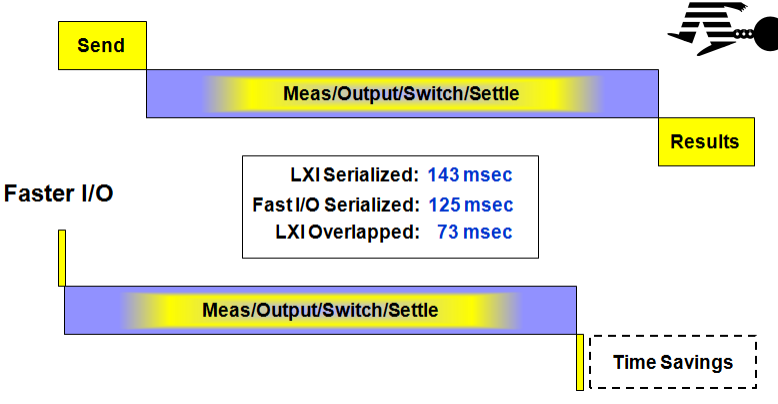 Send
Meas/Output/Switch/Settle
Results
LXI Serialized: 143 msec
Fast I/O Serialized: 125 msec
LXI Overlapped: 73 msec
Faster I/O
Meas/Output/Switch/Settle
Time Savings